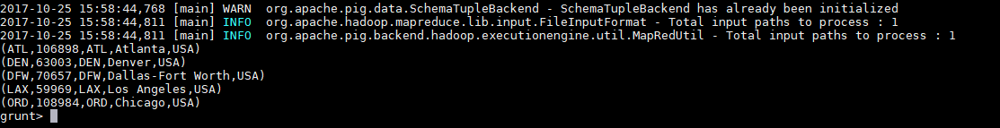 2017-10-25 15:58:44,768 [main] WARN  org.apache.pig.data.SchemaTupleBackend - SchemaTupleBackend has already been initialized
2017-10-25 15:58:44,811 [main] INFO  org.apache.hadoop.mapreduce.lib.input.FileInputFormat - Total input paths to process : 1
2017-10-25 15:58:44,811 [main] INFO  org.apache.pig.backend.hadoop.executionengine.util.MapRedUtil - Total input paths to process : 1
(ATL,106898,ATL,Atlanta,USA)
(DEN,63003,DEN,Denver,USA)
(DFW,70657,DFW,Dallas-Fort Worth,USA)
(LAX,59969,LAX,Los Angeles,USA)
(ORD,108984,ORD,Chicago,USA)
grunt>